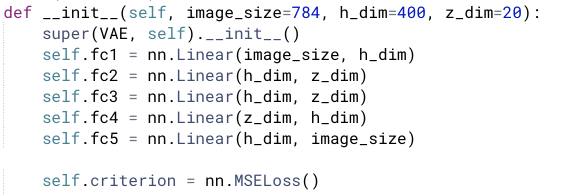 def __init__(self, image_size=784, h_dim=400, z_dim=20):
    super(VAE, self).__init__()
    self.fc1 = nn.Linear(image_size, h_dim)
    self.fc2 = nn.Linear(h_dim, z_dim)
    self.fc3 = nn.Linear(h_dim, z_dim)
    self.fc4 = nn.Linear(z_dim, h_dim)
    self.fc5 = nn.Linear(h_dim, image_size)

    self.criterion = nn.MSELoss()